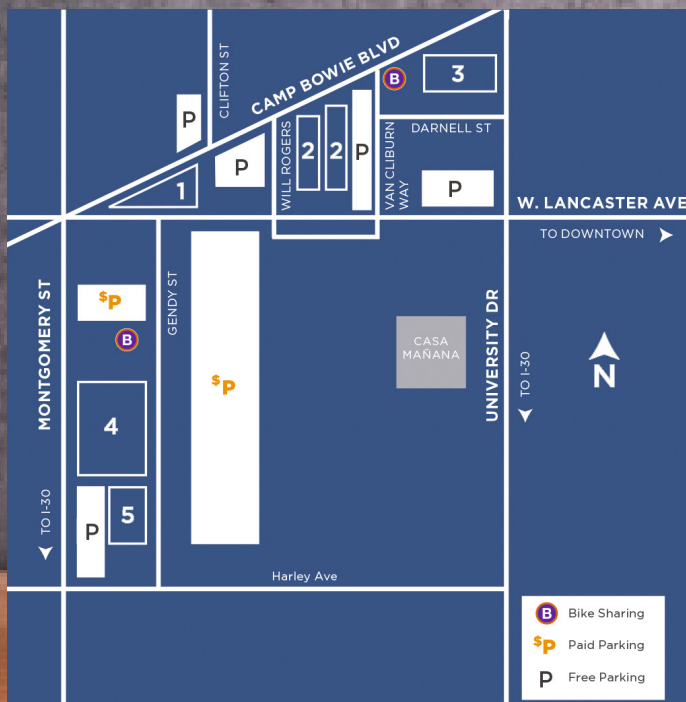 CLIFTON ST
CAMP BOWIE BLVD
B
3
P
P
1
WILL ROGERS
2
2
P
VAN CLIBURN
WAY
DARNELL ST
P
W. LANCASTER AVE
TO DOWNTOWN
MONTGOMERY ST
$P
B
GENDY ST
$P
CASA
MAÑANA
UNIVERSITY DR
TO I-30
N
4
5
P
TO I-30
Harley Ave
B Bike Sharing
$P Paid Parking
P Free Parking